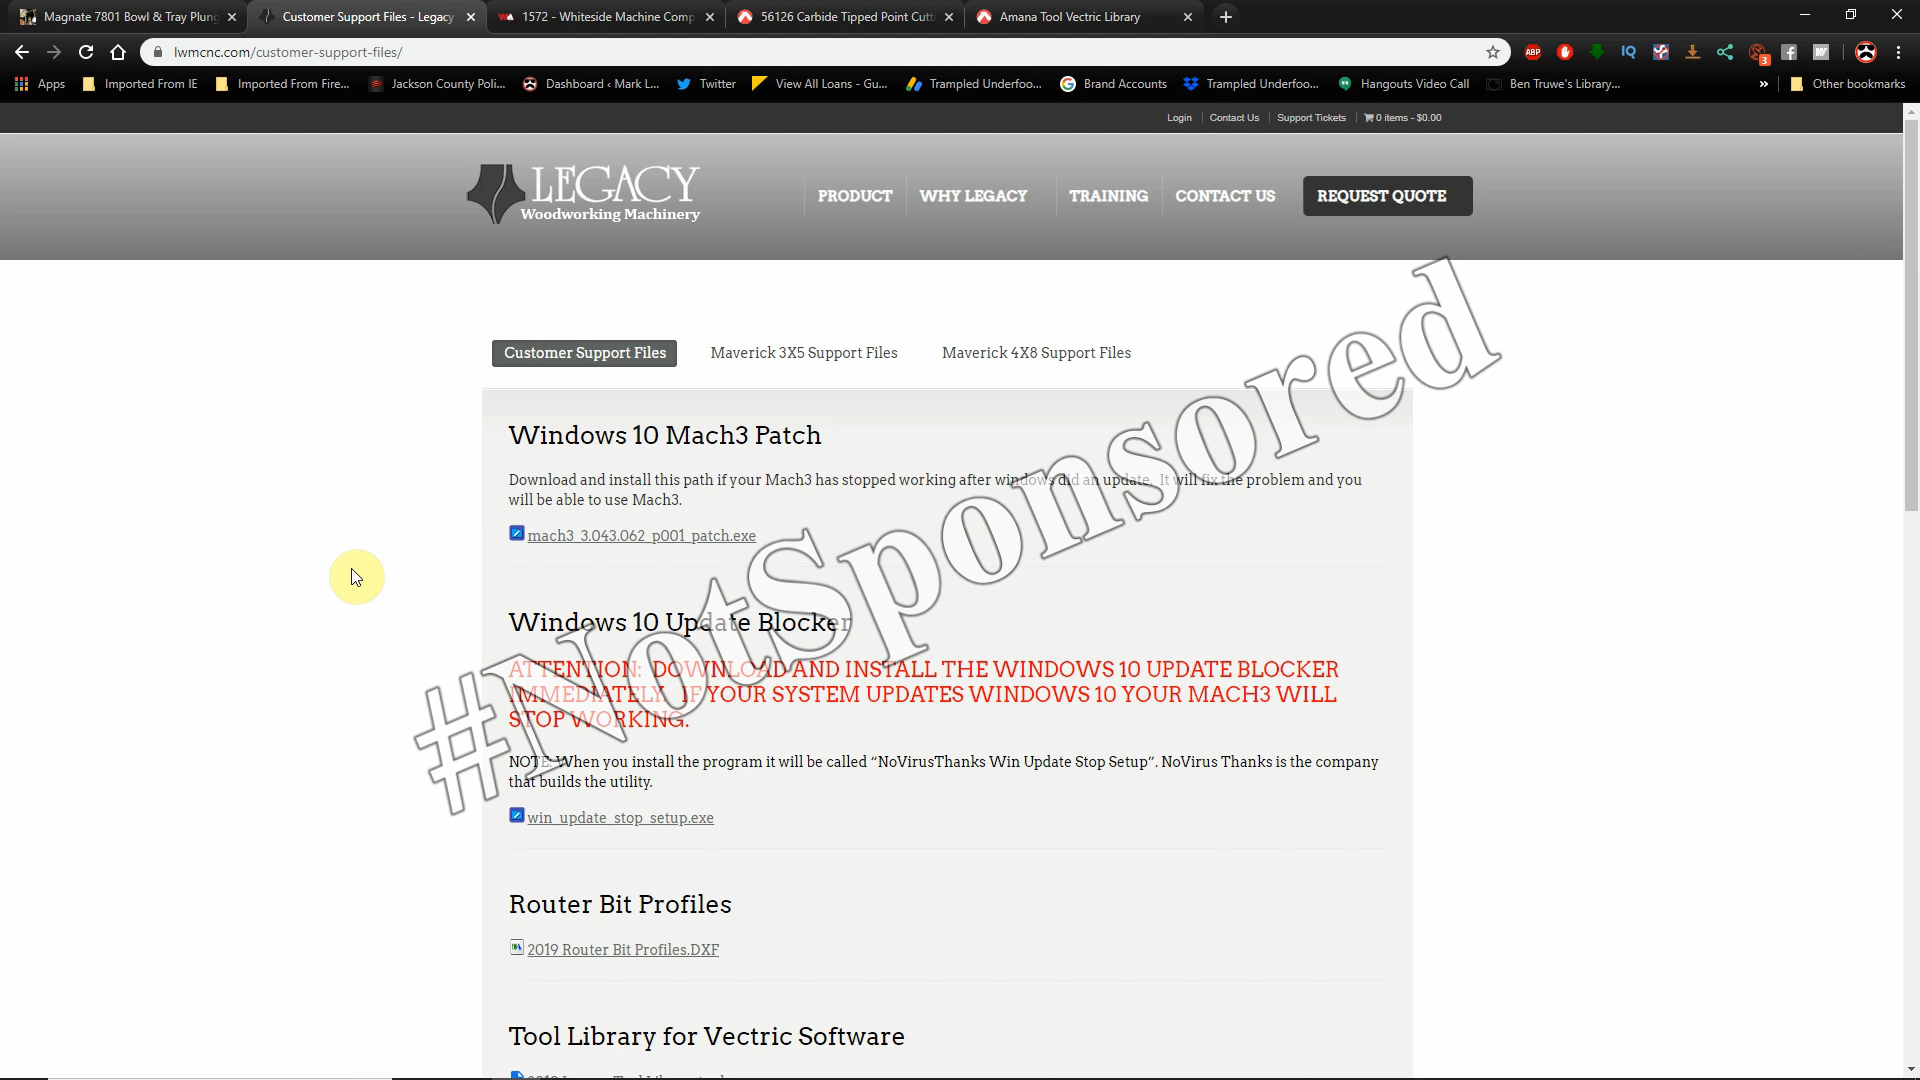 Magnate 7801 Bowl & Tray Plung
Customer Support Files - Legacy
1572 - Whiteside Machine Comp
56126 Carbide Tipped Point Cutt
Amana Tool Vectric Library
lwmcnc.com/customer-support-files/
ABP
IQ
3
Apps
Imported From IE
Imported From Fire...
Jackson County Poli...
Dashboard ‹ Mark L...
Twitter
View All Loans - Gu...
Trampled Underfoo...
Brand Accounts
Trampled Underfoo...
Hangouts Video Call
Ben Truwe's Library...
»
Other bookmarks
Login
Contact Us
Support Tickets
0 items - $0.00
LEGACY
Woodworking Machinery
PRODUCT
WHY LEGACY
TRAINING
CONTACT US
REQUEST QUOTE
Customer Support Files
Maverick 3X5 Support Files
Maverick 4X8 Support Files
#NotSponsored
Windows 10 Mach3 Patch
Download and install this path if your Mach3 has stopped working after windows did an update. It will fix the problem and you
will be able to use Mach3.
mach3_3.043.062_p001_patch.exe
Windows 10 Update Blocker
ATTENTION: DOWNLOAD AND INSTALL THE WINDOWS 10 UPDATE BLOCKER
IMMEDIATELY. IF YOUR SYSTEM UPDATES WINDOWS 10 YOUR MACH3 WILL
STOP WORKING.
NOTE: When you install the program it will be called “NoVirusThanks Win Update Stop Setup”. NoVirus Thanks is the company
that builds the utility.
win_update_stop_setup.exe
Router Bit Profiles
2019 Router Bit Profiles.DXF
Tool Library for Vectric Software